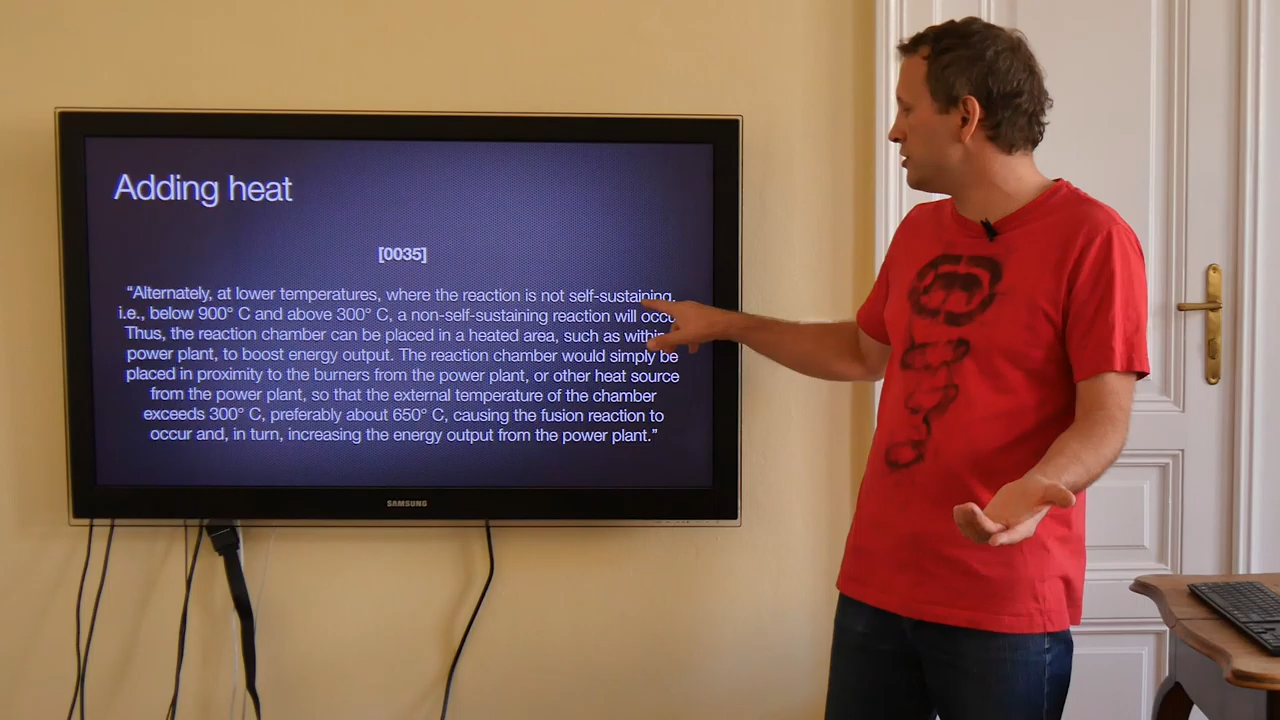 Adding heat
[0035]
“Alternately, at lower temperatures, where the reaction is not self-sustaining,
i.e., below 900° C and above 300° C, a non-self-sustaining reaction will
Thus, the reaction chamber can be placed in a heated area, such as
power plant, to boost energy output. The reaction chamber would simply be
placed in proximity to the burners from the power plant, or other heat source
from the power plant, so that the external temperature of the chamber
exceeds 300° C, preferably about 650° C, causing the fusion reaction to
occur and, in turn, increasing the energy output from the power plant.”
SAMSUNG